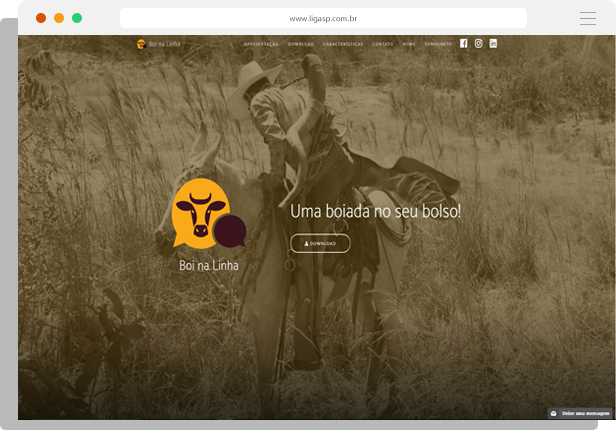 www.ligasp.com.br
Boi na Linha
APRESENTAÇÃO DOWNLOAD CARACTERÍSTICAS CONTATO NEWS
Uma boiada no seu bolso!
DOWNLOAD
Boi na Linha
Deixe uma mensagem